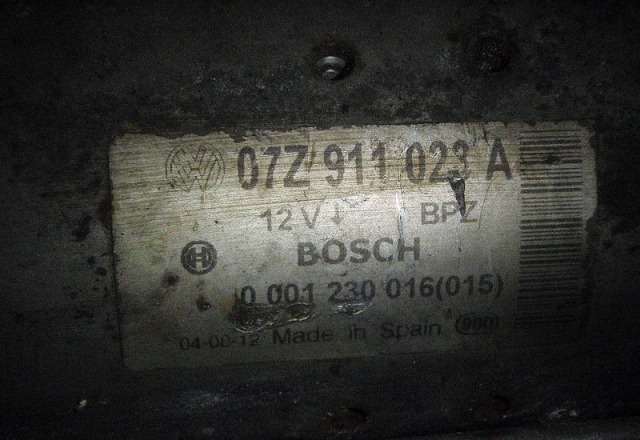 07Z 911 023 A
12 V BPZ
BOSCH
0 001 230 016(015)
04-00-12 Made in Spain